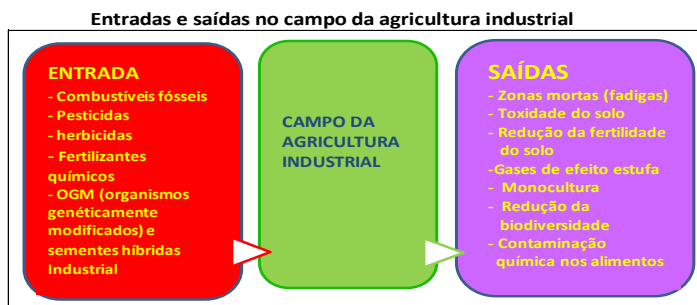 Entradas e saídas no campo da agricultura industrial
ENTRADA
- Combustíveis fósseis
- Pesticidas
- herbicidas
- Fertilizantes
químicos
- OGM (organismos
genéticamente
modificados) e
sementes híbridas
Industrial
CAMPO DA
AGRICULTURA
INDUSTRIAL
SAÍDAS
- Zonas mortas (fadigas)
- Toxidade do solo
- Redução da fertilidade
do solo
-Gases de efeito estufa
- Monocultura
- Redução da
biodiversidade
- Contaminação
química nos alimentos